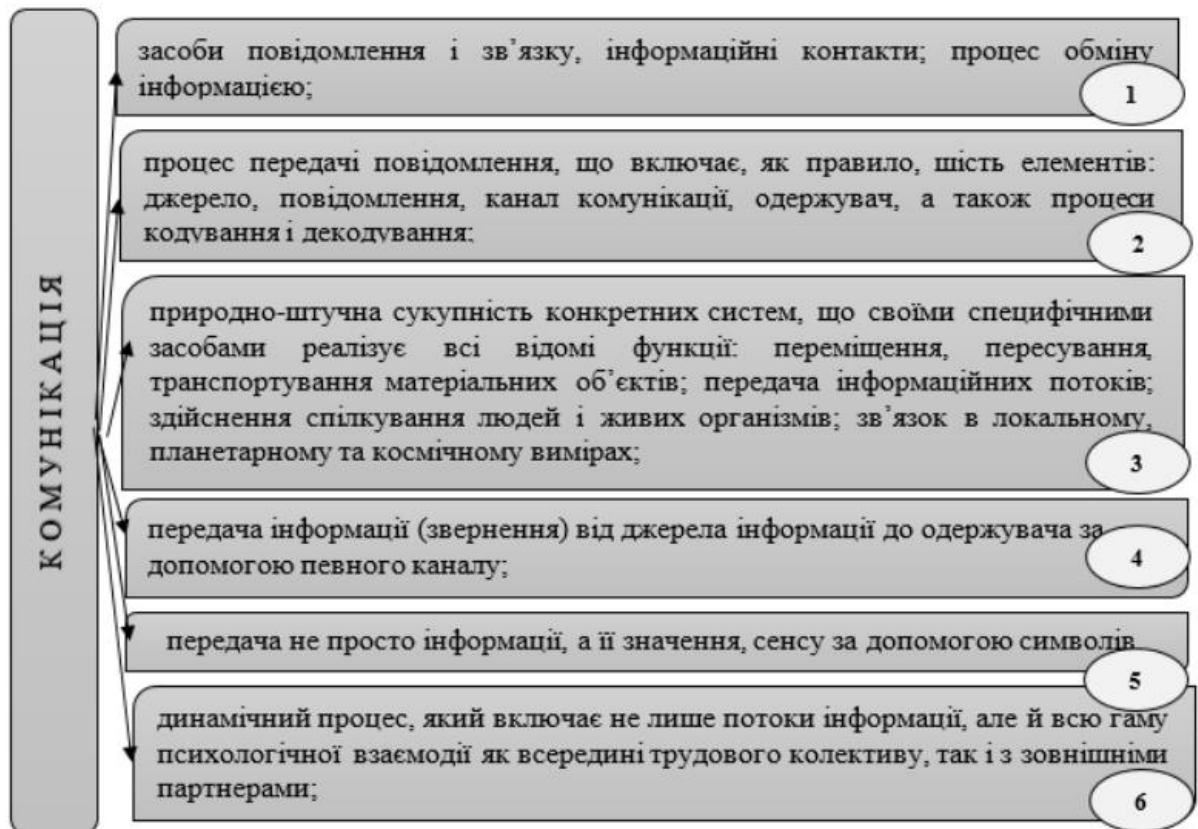 КОМУНІКАЦІЯ
засоби повідомлення і зв’язку, інформаційні контакти; процес обміну
інформацією;
1
процес передачі повідомлення, що включає, як правило, шість елементів:
джерело, повідомлення, канал комунікації, одержувач, а також процеси
кодування і декодування;
2
природно-штучна сукупність конкретних систем, що своїми специфічними
засобами реалізує всі відомі функції: переміщення, пересування,
транспортування матеріальних об’єктів; передача інформаційних потоків;
здійснення спілкування людей і живих організмів; зв’язок в локальному,
планетарному та космічному вимірах;
3
передача інформації (звернення) від джерела інформації до одержувача за
допомогою певного каналу;
4
передача не просто інформації, а її значення, сенсу за допомогою символів
5
динамічний процес, який включає не лише потоки інформації, але й всю гаму
психологічної взаємодії як всередині трудового колективу, так і з зовнішніми
партнерами;
6